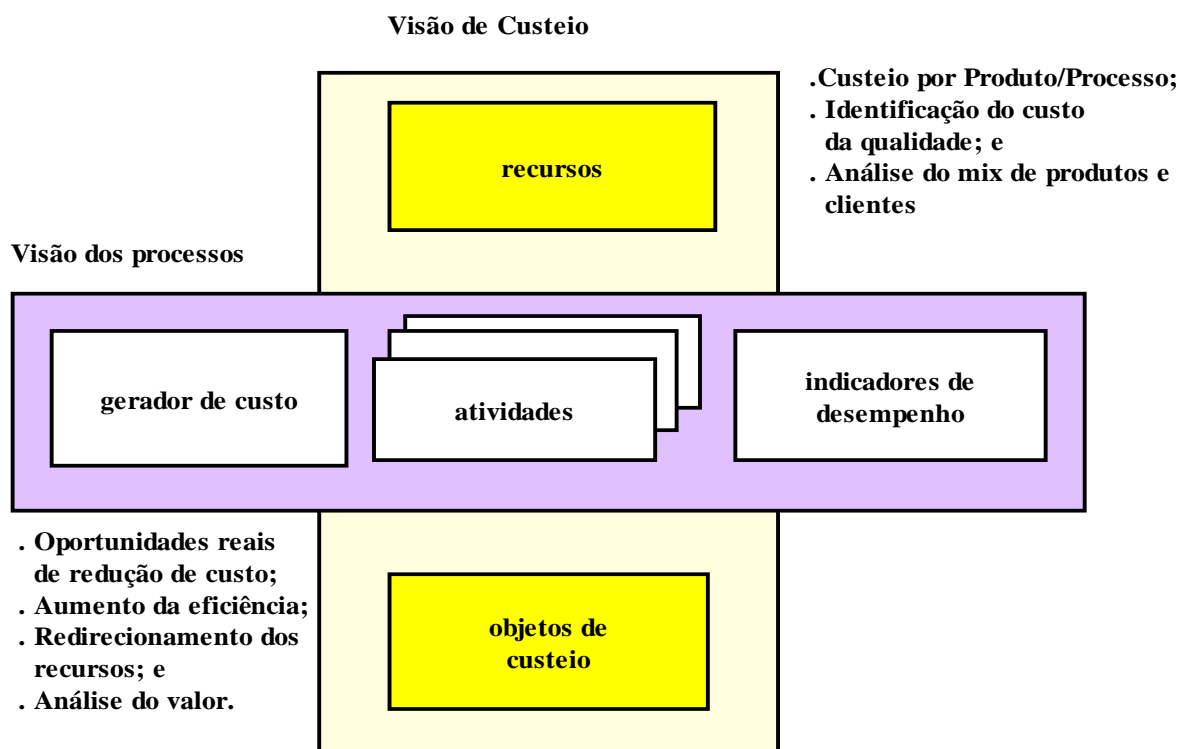 Visão de Custeio
.Custeio por Produto/Processo;
. Identificação do custo
da qualidade; e
. Análise do mix de produtos e
clientes
recursos
Visão dos processos
gerador de custo
atividades
indicadores de
desempenho
. Oportunidades reais
de redução de custo;
. Aumento da eficiência;
. Redirecionamento dos
recursos; e
. Análise do valor.
objetos de
custeio